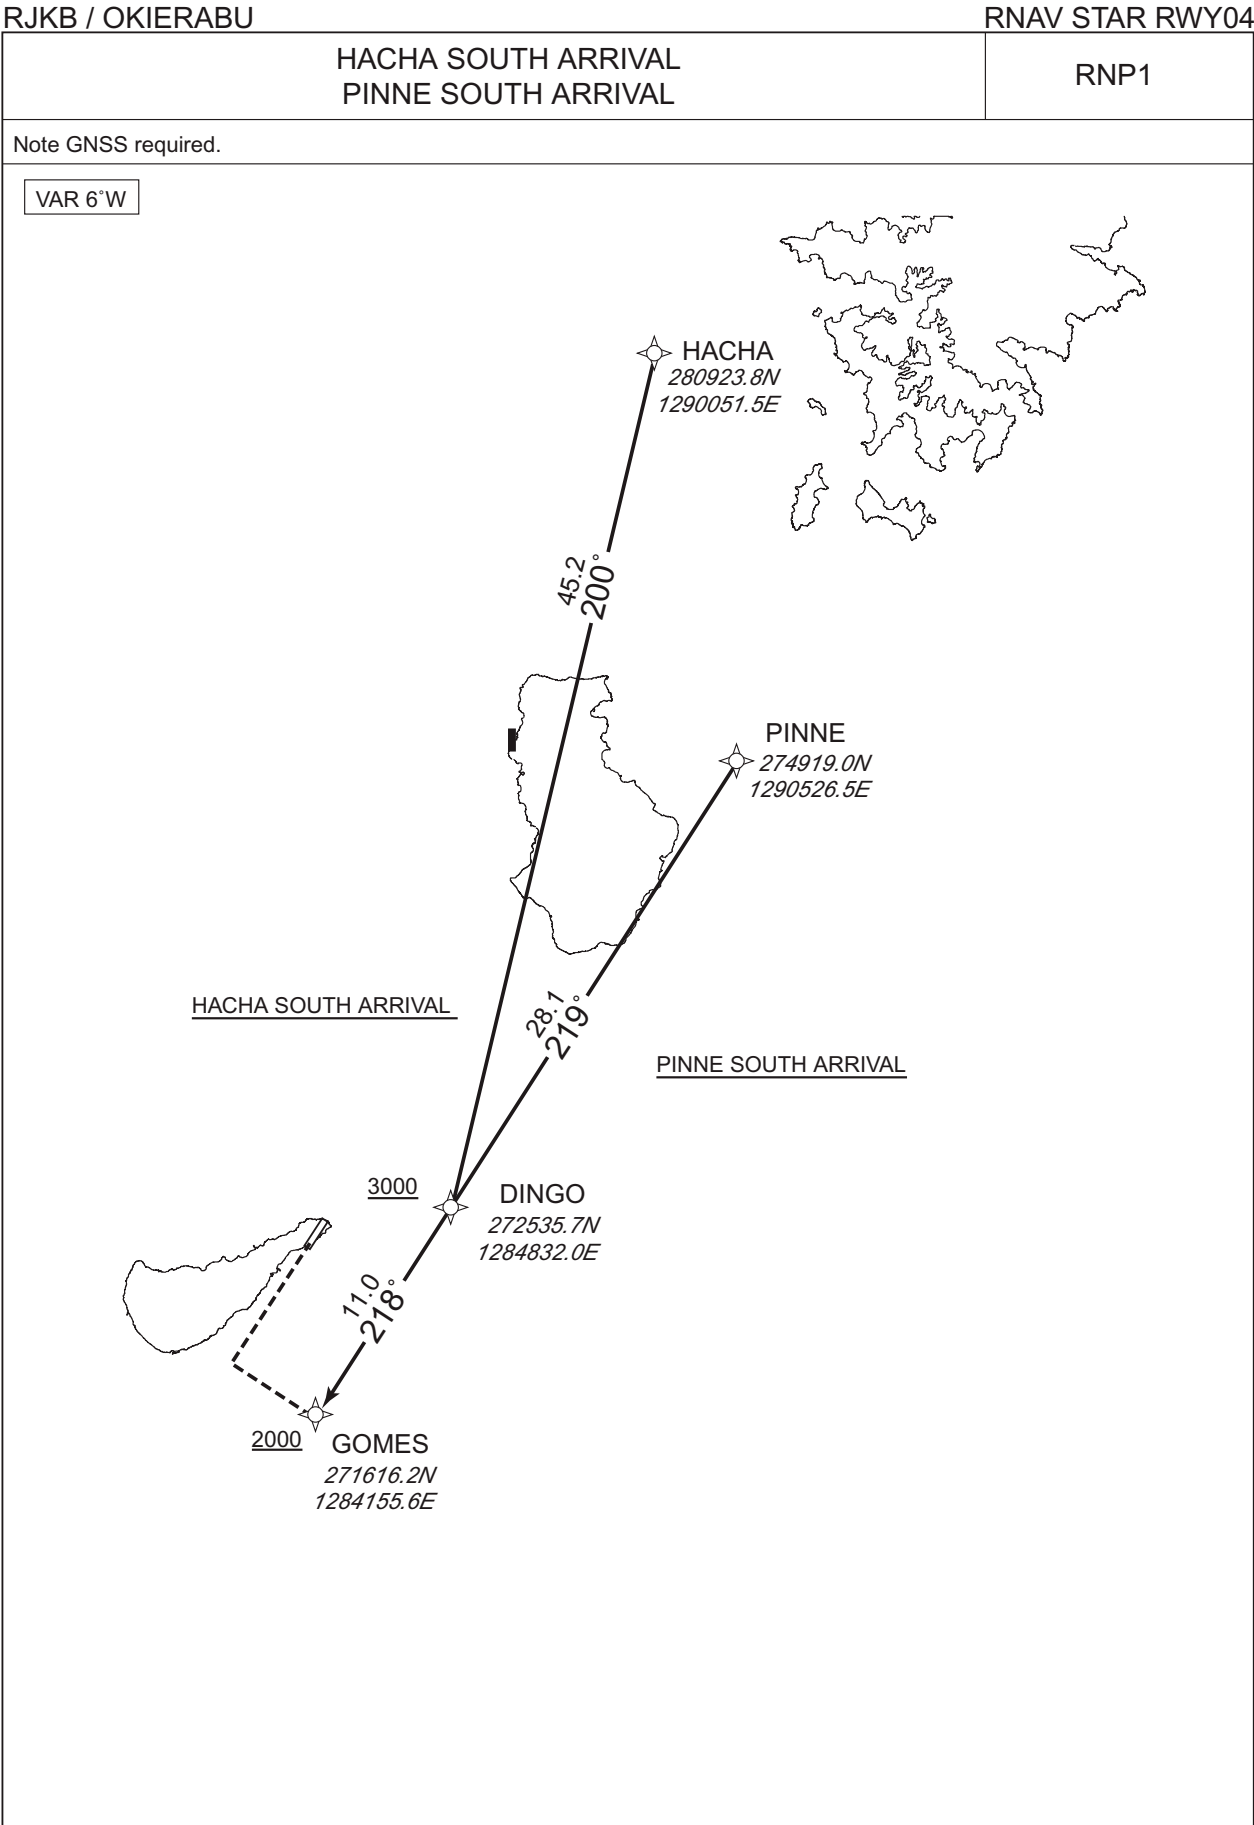 RJKB / OKIERABU
RNAV STAR RWY04
HACHA SOUTH ARRIVAL
PINNE SOUTH ARRIVAL
RNP1
Note GNSS required.
VAR 6°W
HACHA
280923.8N
1290051.5E
45.2
200°
PINNE
274919.0N
1290526.5E
28.1
219°
HACHA SOUTH ARRIVAL
PINNE SOUTH ARRIVAL
3000
DINGO
272535.7N
1284832.0E
11.0
218°
2000
GOMES
271616.2N
1284155.6E